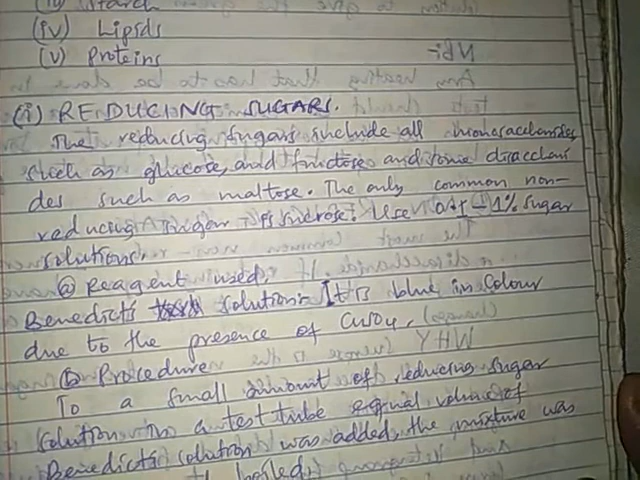 (iv) Lipids
(v) Proteins
(i) REDUCING SUGARS.
The reducing sugars include all monosaccharides
such as glucose, and fructose and some disacchari
des such as maltose. The only common non-
reducing sugar is sucrose. Use 0.1 - 1% sugar
solutions.
(a) Reagent used,
Benedict's solution. It is blue in colour
due to the presence of CuSO4.
(b) Procedure
To a small amount of reducing sugar
solution in a test tube equal volume of
Benedict's solution was added, the mixture was
boiled